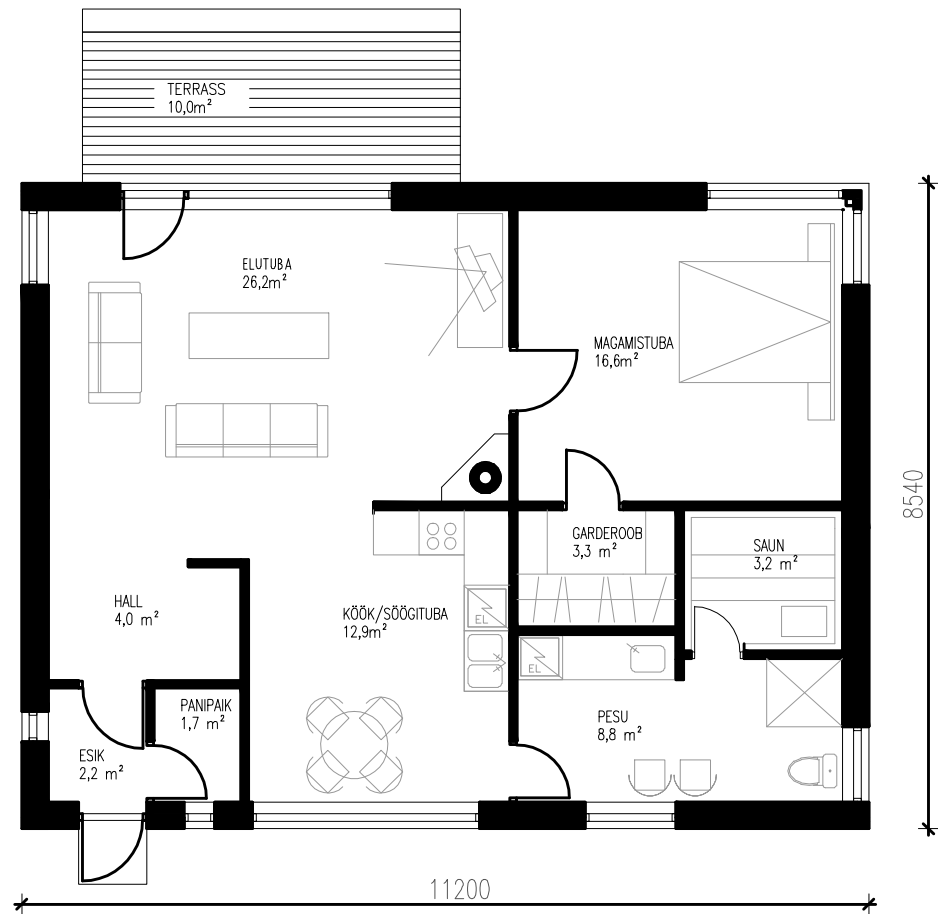 TERRASS
10,0m²
ELUTUBA
26,2m²
MAGAMISTUBA
16,6m²
8540
GARDEROOB
3,3 m²
SAUN
3,2 m²
HALL
4,0 m²
KÖÖK/SÖÖGITUBA
12,9m²
EL
EL
PANIPAIK
1,7 m²
PESU
8,8 m²
ESIK
2,2 m²
11200